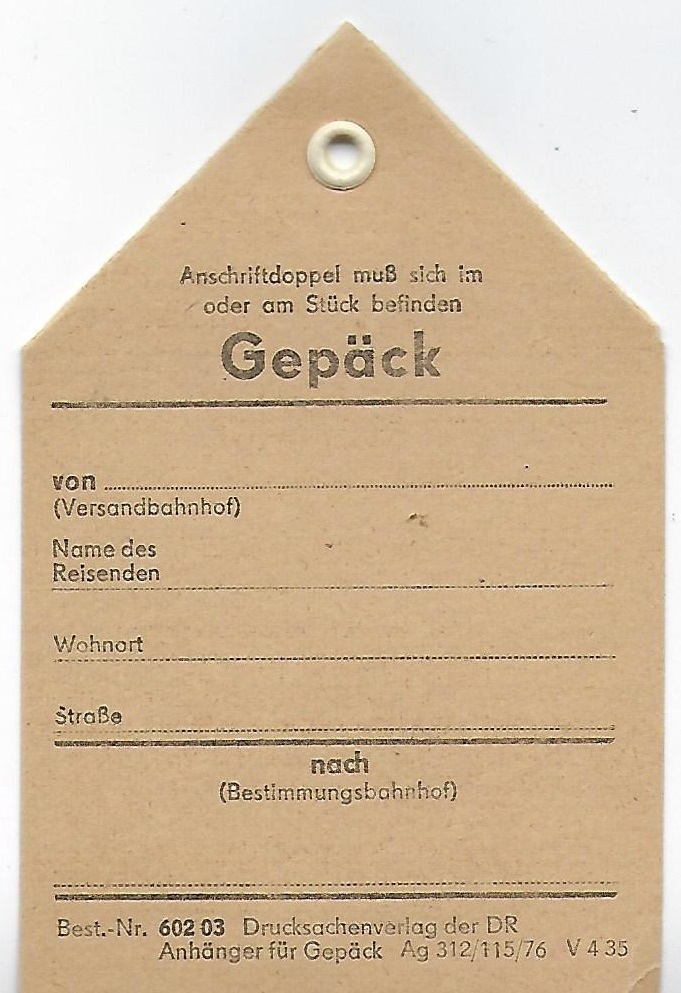 Anschriftdoppel muß sich im
oder am Stück befinden
Gepäck
von
(Versandbahnhof)
Name des
Reisenden
Wohnort
Straße
nach
(Bestimmungsbahnhof)
Best.-Nr. 602 03 Drucksachenverlag der DR
Anhänger für Gepäck Ag 312/115/76 V 4 35